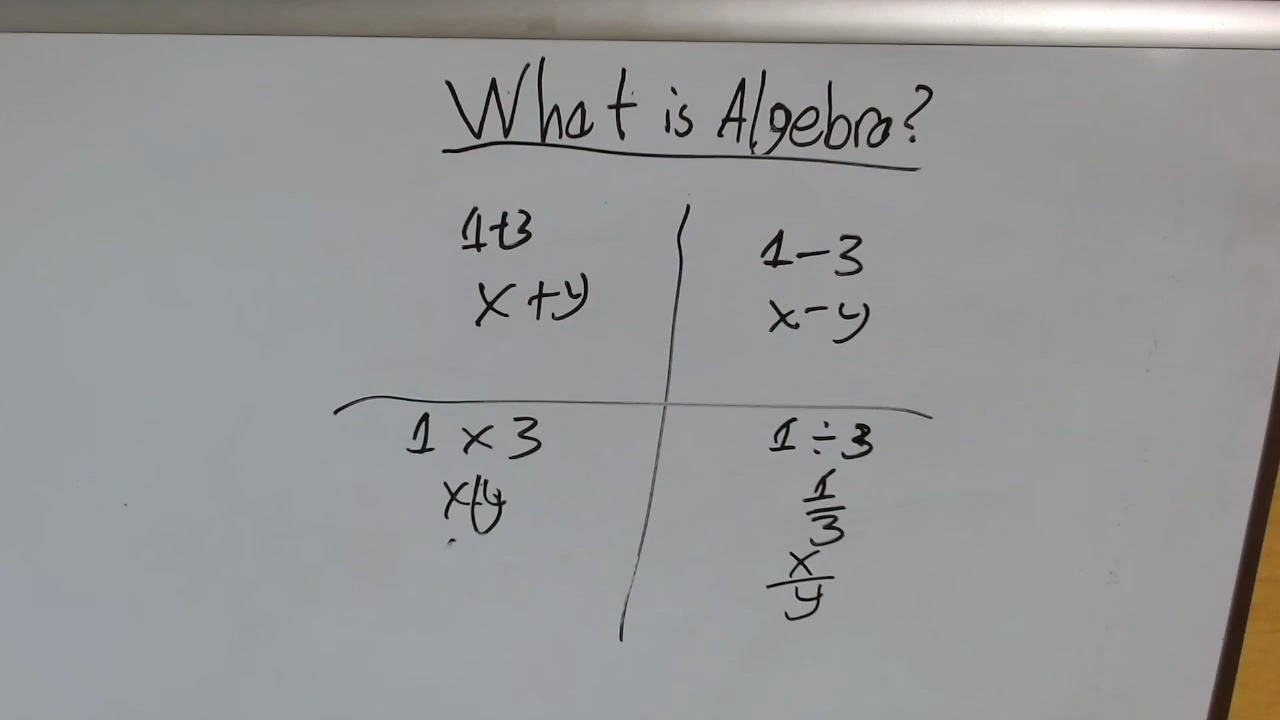 What is Algebra?
1+3
x+y
1-3
x-y
1 x 3
1÷3
1/3
x/y